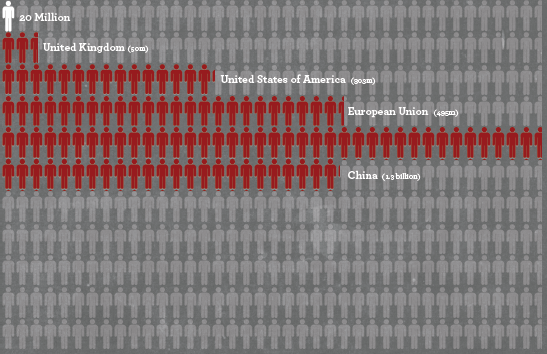 20 Million
United Kingdom (50m)
United States of America (303m)
European Union (495m)
China (1.3 billion)